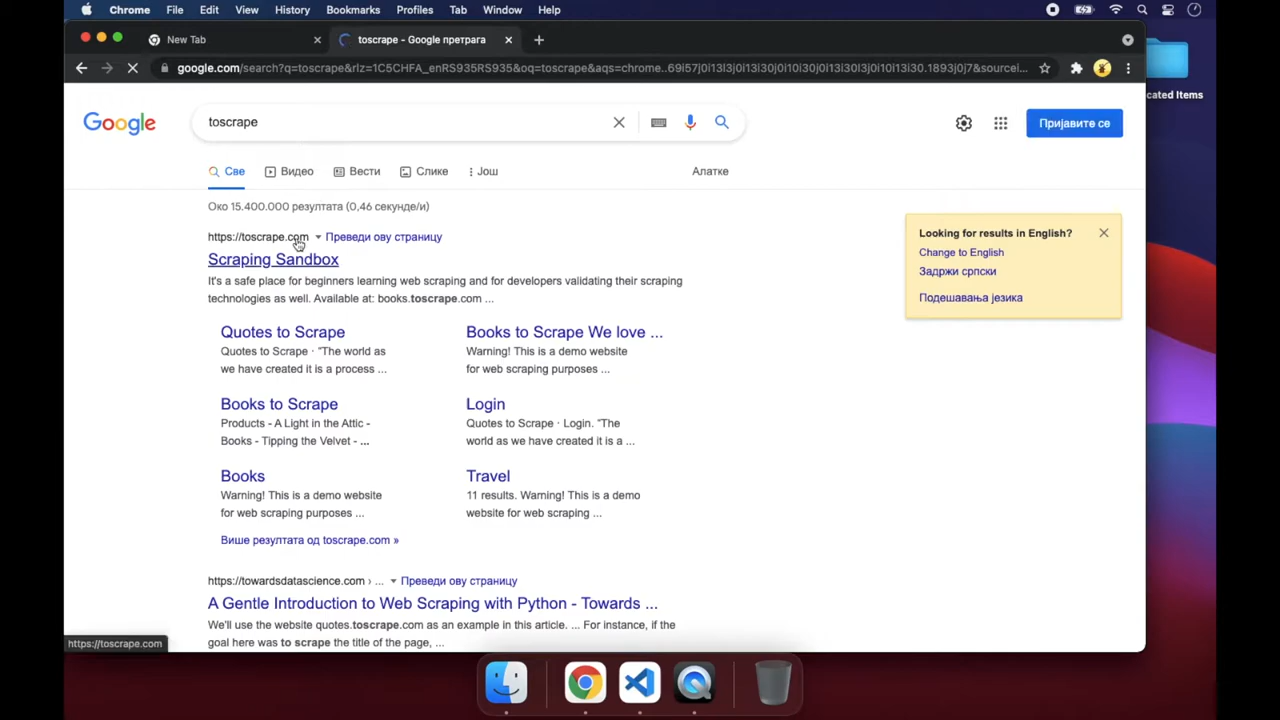 Chrome File Edit View History Bookmarks Profiles Tab Window Help
New Tab toscrape - Google претрага
google.com/search?q=toscrape&rlz=1C5CHFA_enRS935RS935&oq=toscrape&aqs=chrome..69i57j0i13l3j0i13i30j0i10i30j0i13i30l3j0i10i13i30.1893j0j7&sourcei...
cated Items
Google toscrape Пријавите се
Све Видео Вести Слике Још Алатке
Око 15.400.000 резултата (0,46 секунде/и)
https://toscrape.com Преведи ову страницу
Scraping Sandbox
It's a safe place for beginners learning web scraping and for developers validating their scraping
technologies as well. Available at: books.toscrape.com ...
Quotes to Scrape
Quotes to Scrape · "The world as
we have created it is a process ...
Books to Scrape We love ...
Warning! This is a demo website
for web scraping purposes ...
Books to Scrape
Products - A Light in the Attic -
Books - Tipping the Velvet - ...
Login
Quotes to Scrape · Login. "The
world as we have created it is a ...
Books
Warning! This is a demo website
for web scraping purposes ...
Travel
11 results. Warning! This is a demo
website for web scraping ...
Више резултата од toscrape.com »
https://towardsdatascience.com › ... Преведи ову страницу
A Gentle Introduction to Web Scraping with Python - Towards ...
We'll use the website quotes.toscrape.com as an example in this article. ... For instance, if the
goal here was to scrape the title of the page, ...
Looking for results in English?
Change to English
Задржи српски
Подешавања језика
https://toscrape.com